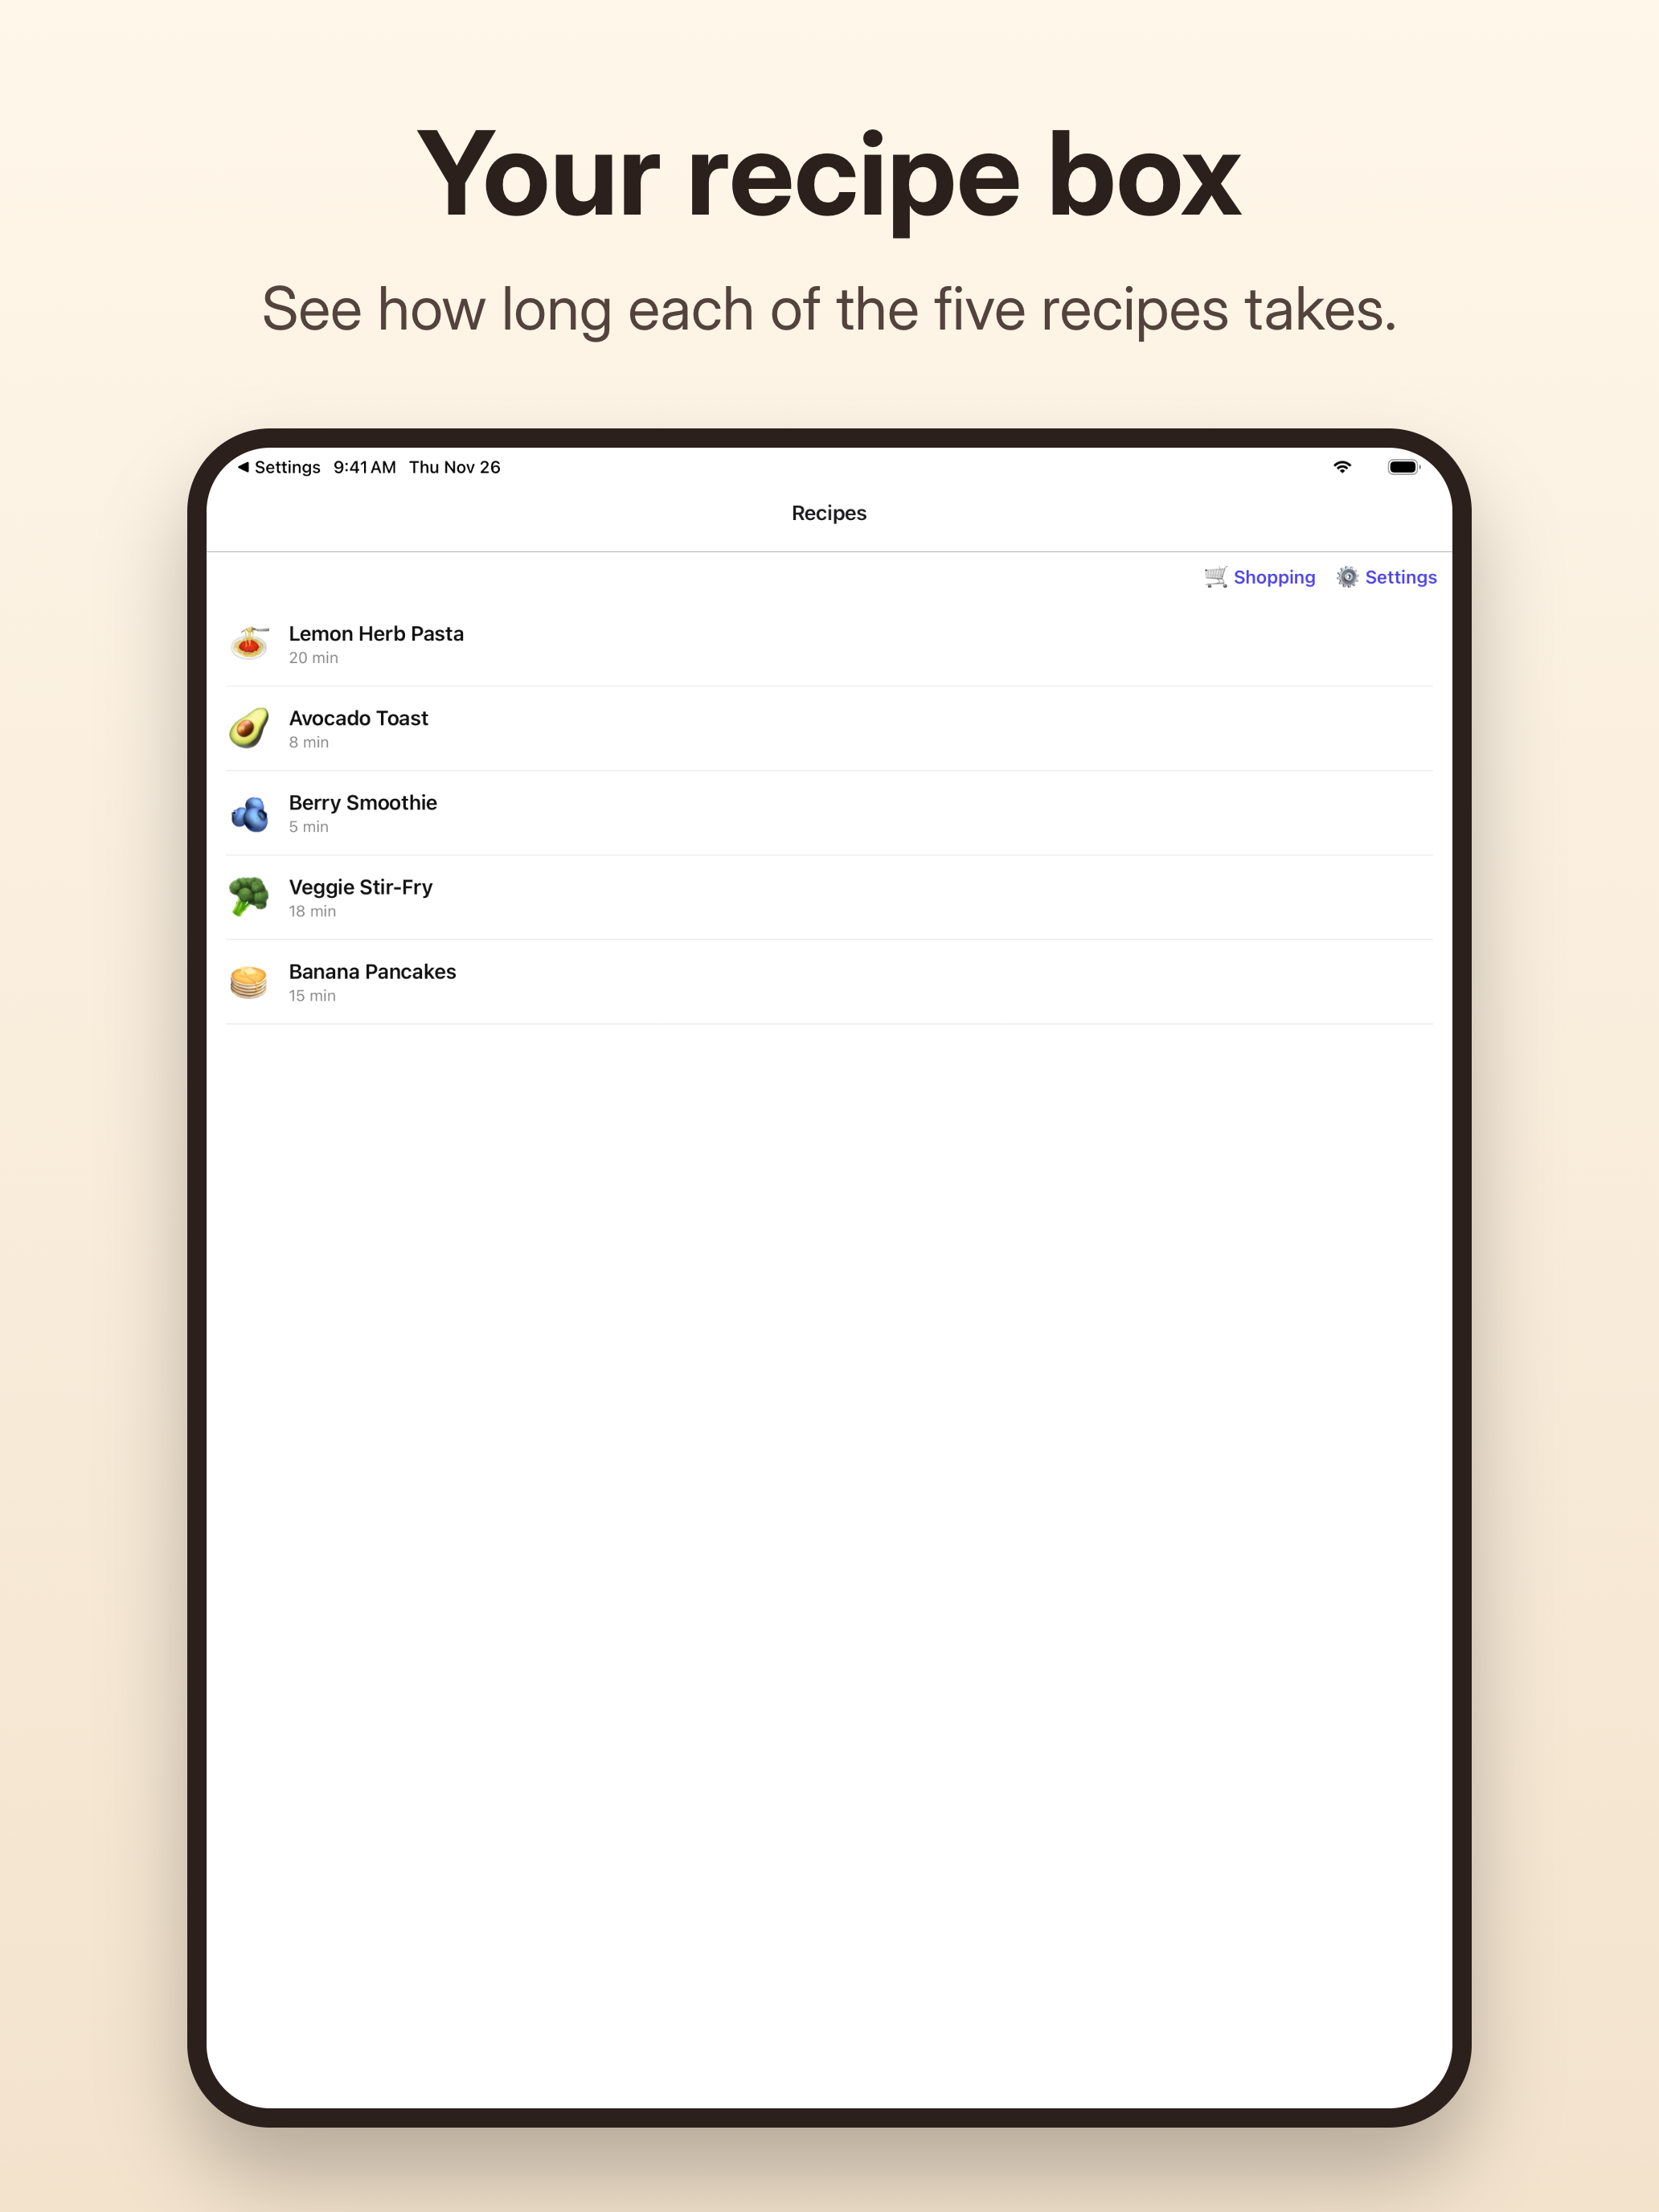 Your recipe box
See how long each of the five recipes takes.
Settings 9:41 AM Thu Nov 26
Recipes
Shopping Settings
Lemon Herb Pasta
20 min
Avocado Toast
8 min
Berry Smoothie
5 min
Veggie Stir-Fry
18 min
Banana Pancakes
15 min